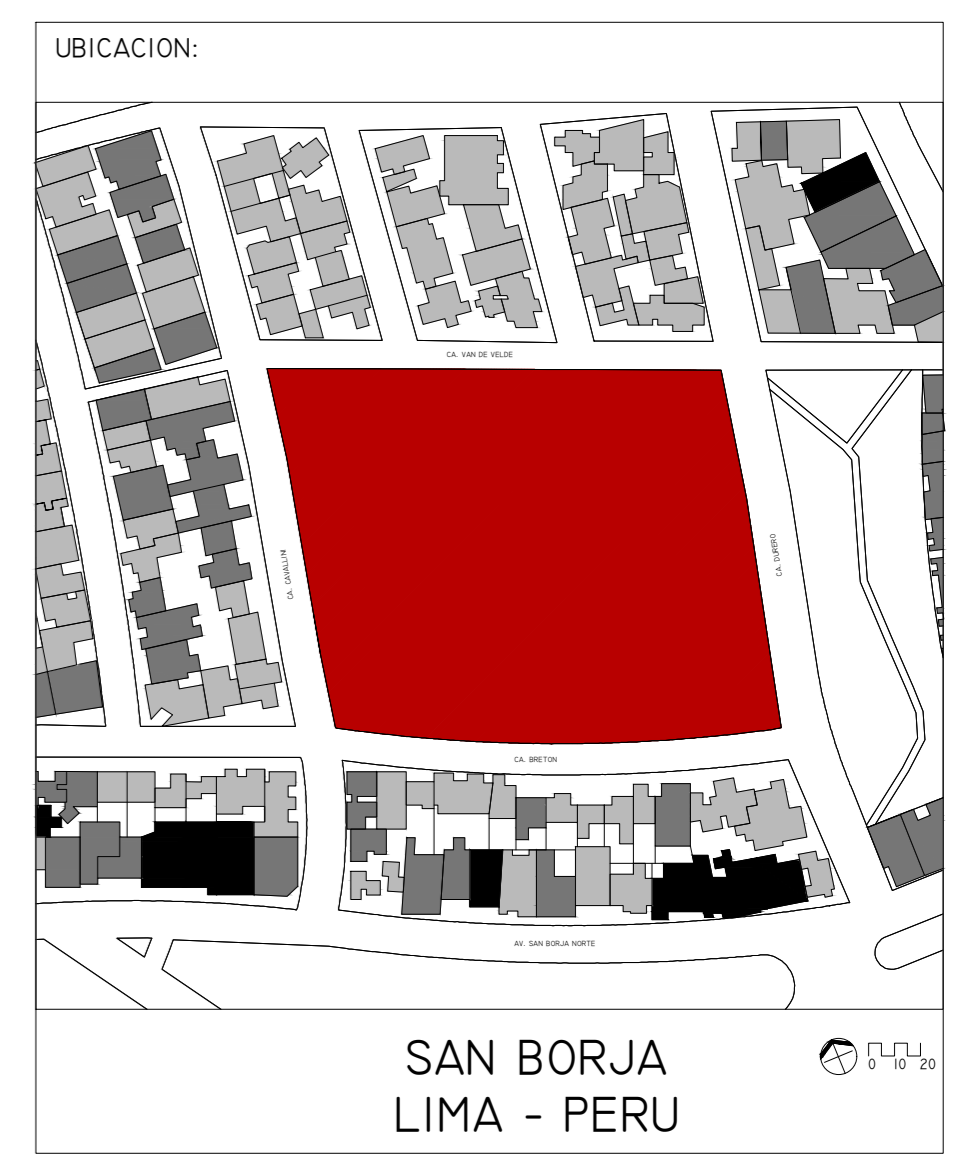 UBICACION:
CA. VAN DE VELDE
CA. CAVALLINI
CA. DURERO
CA. BRETON
AV. SAN BORJA NORTE
SAN BORJA
LIMA - PERU
0 10 20